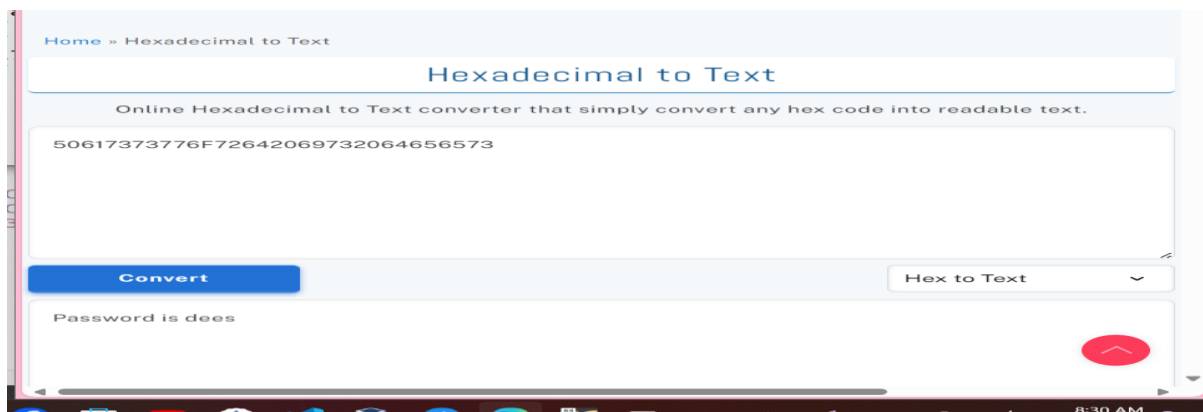 Home » Hexadecimal to Text
Hexadecimal to Text
Online Hexadecimal to Text converter that simply convert any hex code into readable text.
50617373776F72642069732064656573
Convert
Hex to Text
Password is dees
8:30 AM